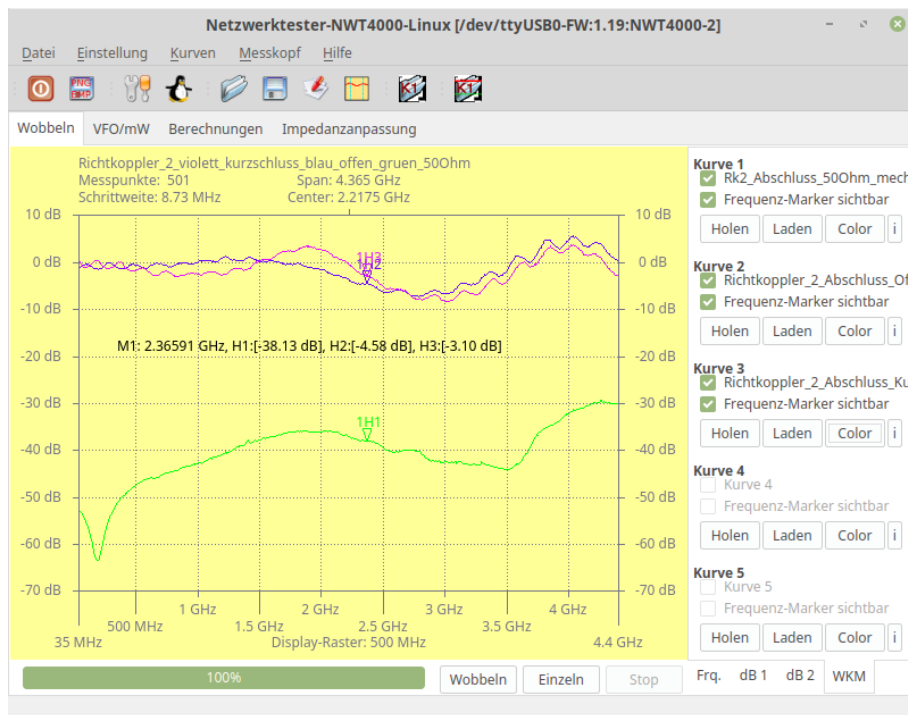 Netzwerktester-NWT4000-Linux [/dev/ttyUSB0-FW:1.19:NWT4000-2]
Datei Einstellung Kurven Messkopf Hilfe
PNG
BMP
K1
K1
Wobbeln VFO/mW Berechnungen Impedanzanpassung
Richtkoppler_2_violett_kurzschluss_blau_offen_gruen_50Ohm
Messpunkte: 501 Span: 4.365 GHz
Schrittweite: 8.73 MHz Center: 2.2175 GHz
10 dB 10 dB
0 dB 0 dB
1H3
1H2
-10 dB -10 dB
M1: 2.36591 GHz, H1:[-38.13 dB], H2:[-4.58 dB], H3:[-3.10 dB]
-20 dB -20 dB
-30 dB -30 dB
1H1
-40 dB -40 dB
-50 dB -50 dB
-60 dB -60 dB
-70 dB -70 dB
1 GHz 2 GHz 3 GHz 4 GHz
500 MHz 1.5 GHz 2.5 GHz 3.5 GHz
35 MHz Display-Raster: 500 MHz 4.4 GHz
Kurve 1
Rk2_Abschluss_50Ohm_mech
Frequenz-Marker sichtbar
Holen Laden Color i
Kurve 2
Richtkoppler_2_Abschluss_Of
Frequenz-Marker sichtbar
Holen Laden Color i
Kurve 3
Richtkoppler_2_Abschluss_Ku
Frequenz-Marker sichtbar
Holen Laden Color i
Kurve 4
Kurve 4
Frequenz-Marker sichtbar
Holen Laden Color i
Kurve 5
Kurve 5
Frequenz-Marker sichtbar
Holen Laden Color i
100% Wobbeln Einzeln Stop
Frq. dB 1 dB 2 WKM